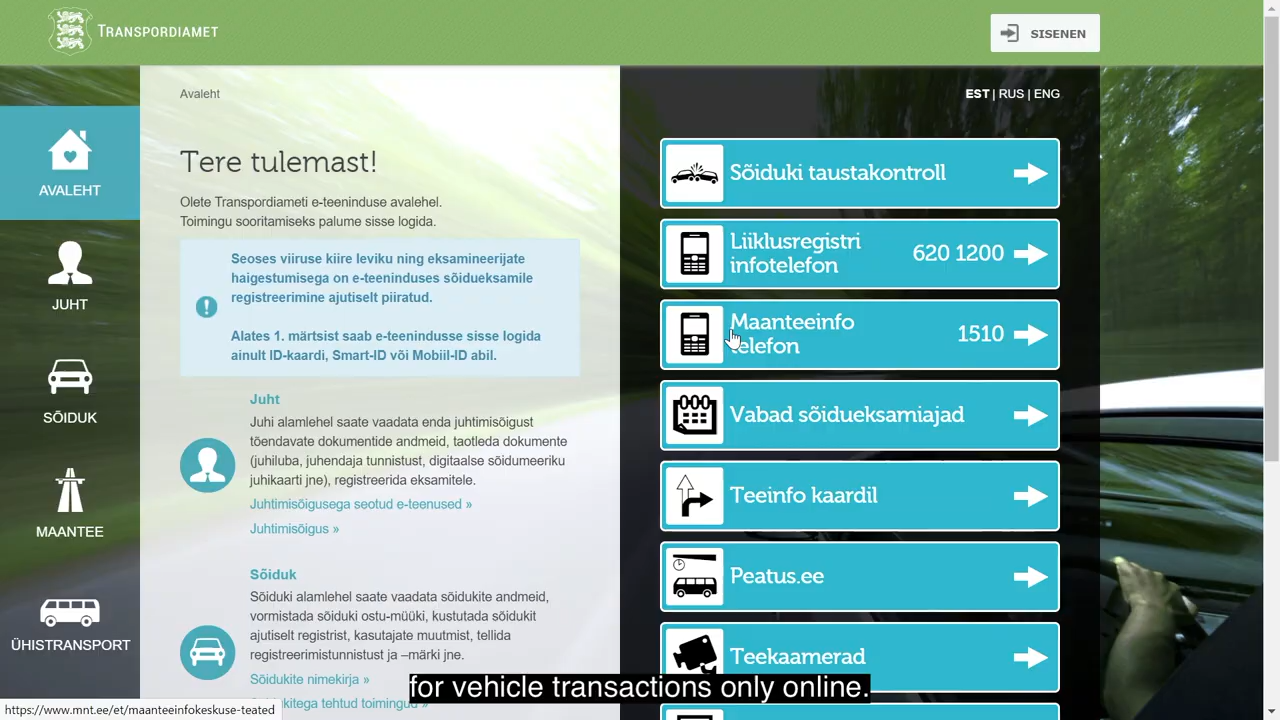 TRANSPORDIAMET
SISENEN
Avaleht
EST | RUS | ENG
AVALEHT
JUHT
SÕIDUK
MAANTEE
ÜHISTRANSPORT
Tere tulemast!
Olete Transpordiameti e-teeninduse avalehel.
Toimingu sooritamiseks palume sisse logida.
Seoses viiruse kiire leviku ning eksamineerijate
haigestumisega on e-teeninduses sõidueksamile
registreerimine ajutiselt piiratud.
Alates 1. märtsist saab e-teenindusse sisse logida
ainult ID-kaardi, Smart-ID või Mobiil-ID abil.
Juht
Juhi alamlehel saate vaadata enda juhtimisõigust
tõendavate dokumentide andmeid, taotleda dokumente
(juhiluba, juhendaja tunnistust, digitaalse sõidumeeriku
juhikaarti jne), registreerida eksamitele.
Juhtimisõigusega seotud e-teenused »
Juhtimisõigus »
Sõiduk
Sõiduki alamlehel saate vaadata sõidukite andmeid,
vormistada sõiduki ostu-müüki, kustutada sõidukit
ajutiselt registrist, kasutajate muutmist, tellida
registreerimistunnistust ja –märki jne.
Sõidukite nimekirja »
kitega tehtud toimingud »
Sõiduki taustakontroll
Liiklusregistri
infotelefon
620 1200
Maanteeinfo
telefon
1510
Vabad sõidueksamiajad
Teeinfo kaardil
Peatus.ee
Teekaamerad
for vehicle transactions only online.
https://www.mnt.ee/et/maanteeinfokeskuse-teated